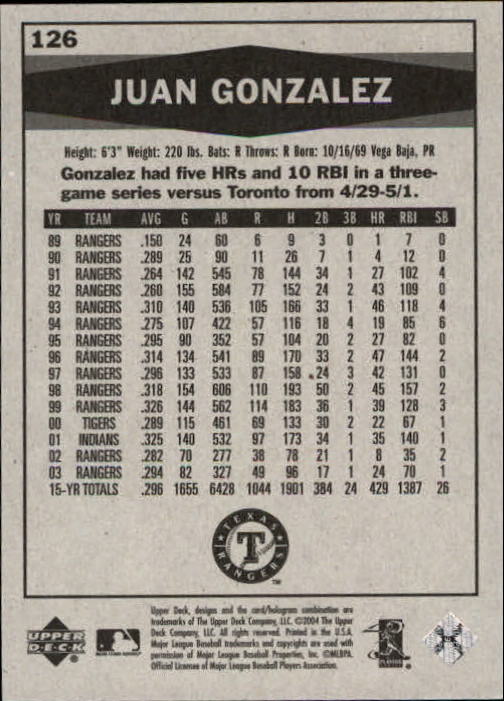 126
JUAN GONZALEZ
Height: 6'3" Weight: 220 lbs. Bats: R Throws: R Born: 10/16/69 Vega Baja, PR
Gonzalez had five HRs and 10 RBI in a three-
game series versus Toronto from 4/29-5/1.
YR TEAM AVG G AB R H 2B 3B HR RBI SB
89 RANGERS .150 24 60 6 9 3 0 1 7 0
90 RANGERS .289 25 90 11 26 7 1 4 12 0
91 RANGERS .264 142 545 78 144 34 1 27 102 4
92 RANGERS .260 155 584 77 152 24 2 43 109 0
93 RANGERS .310 140 536 105 166 33 1 46 118 4
94 RANGERS .275 107 422 57 116 18 4 19 85 6
95 RANGERS .295 90 352 57 104 20 2 27 82 0
96 RANGERS .314 134 541 89 170 33 2 47 144 2
97 RANGERS .296 133 533 87 158 24 3 42 131 0
98 RANGERS .318 154 606 110 193 50 2 45 157 2
99 RANGERS .326 144 562 114 183 36 1 39 128 3
00 TIGERS .289 115 461 69 133 30 2 22 67 1
01 INDIANS .325 140 532 97 173 34 1 35 140 1
02 RANGERS .282 70 277 38 78 21 1 8 35 2
03 RANGERS .294 82 327 49 96 17 1 24 70 1
15-YR TOTALS .296 1655 6428 1044 1901 384 24 429 1387 26
TEXAS
T
RANGERS
TM
Upper Deck, designs and the card/hologram combination are
trademarks of The Upper Deck Company, LLC. ©2004 The Upper
Deck Company, LLC. All rights reserved. Printed in the U.S.A.
Major League Baseball trademarks and copyrights are used with
permission of Major League Baseball Properties, Inc. ©MLBPA
Official Licensee of Major League Baseball Players Association.
UPPER
DECK
PLAYERS